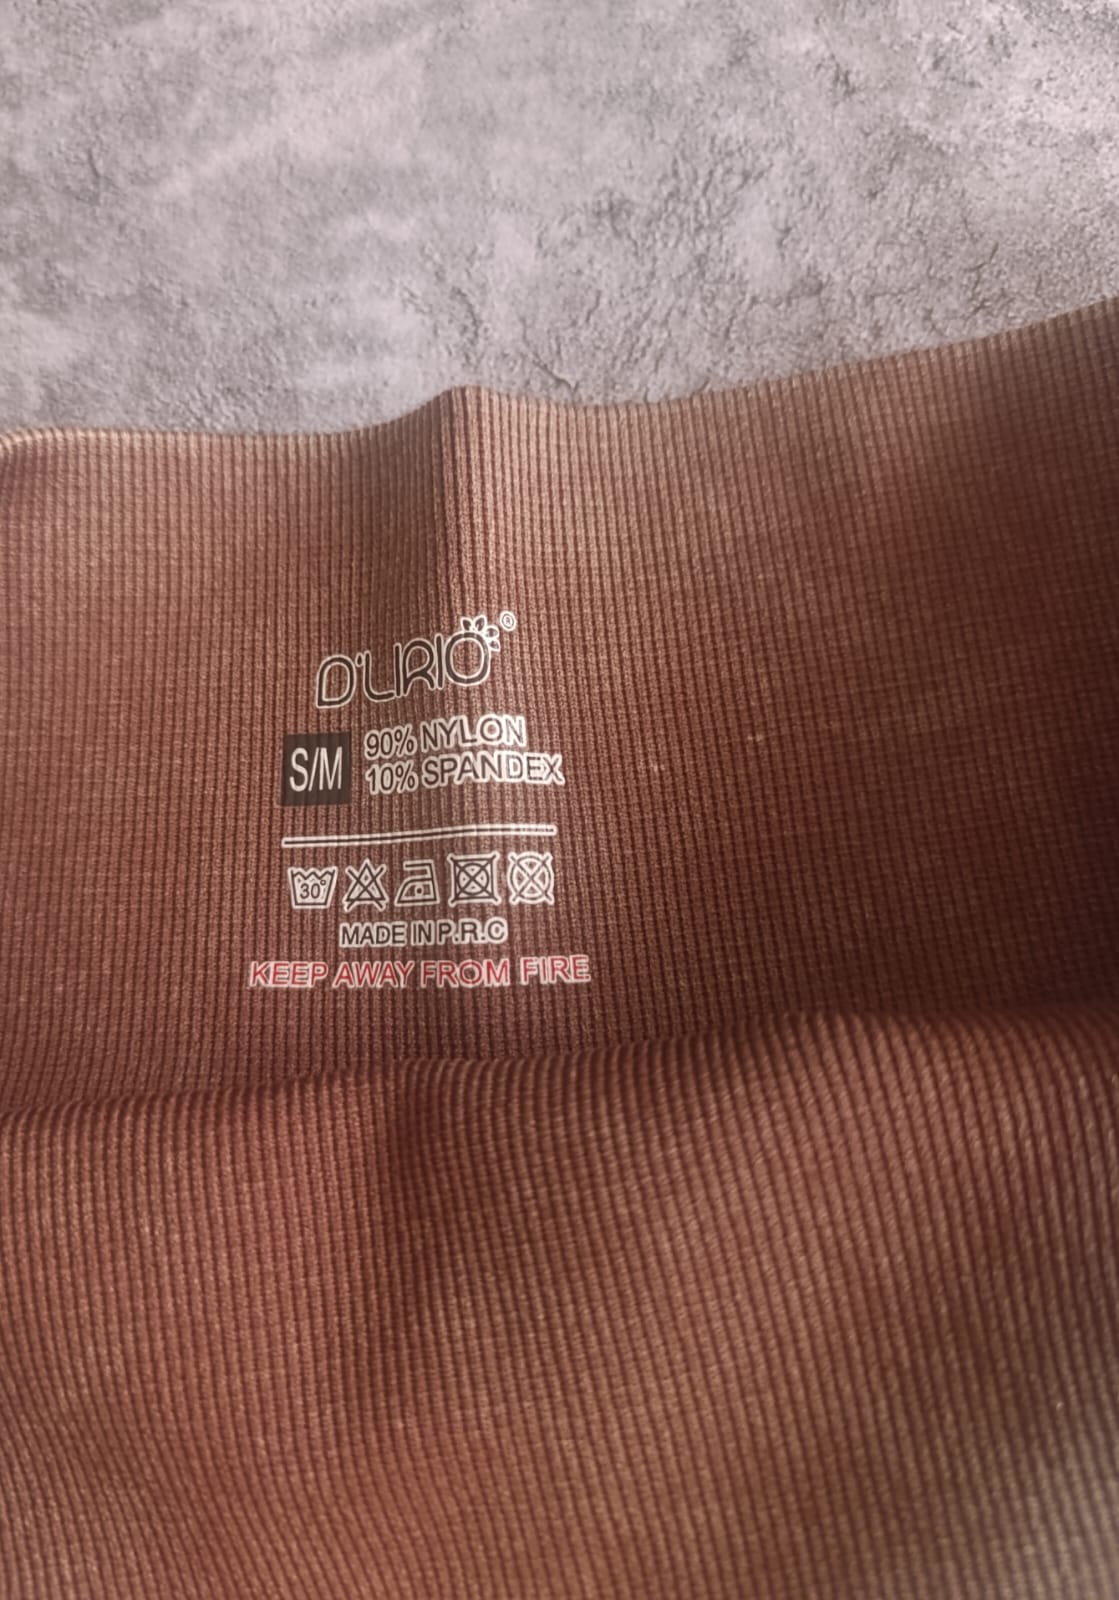 D'LIRIO®
S/M
90% NYLON
10% SPANDEX
30°
MADE IN P.R.C
KEEP AWAY FROM FIRE